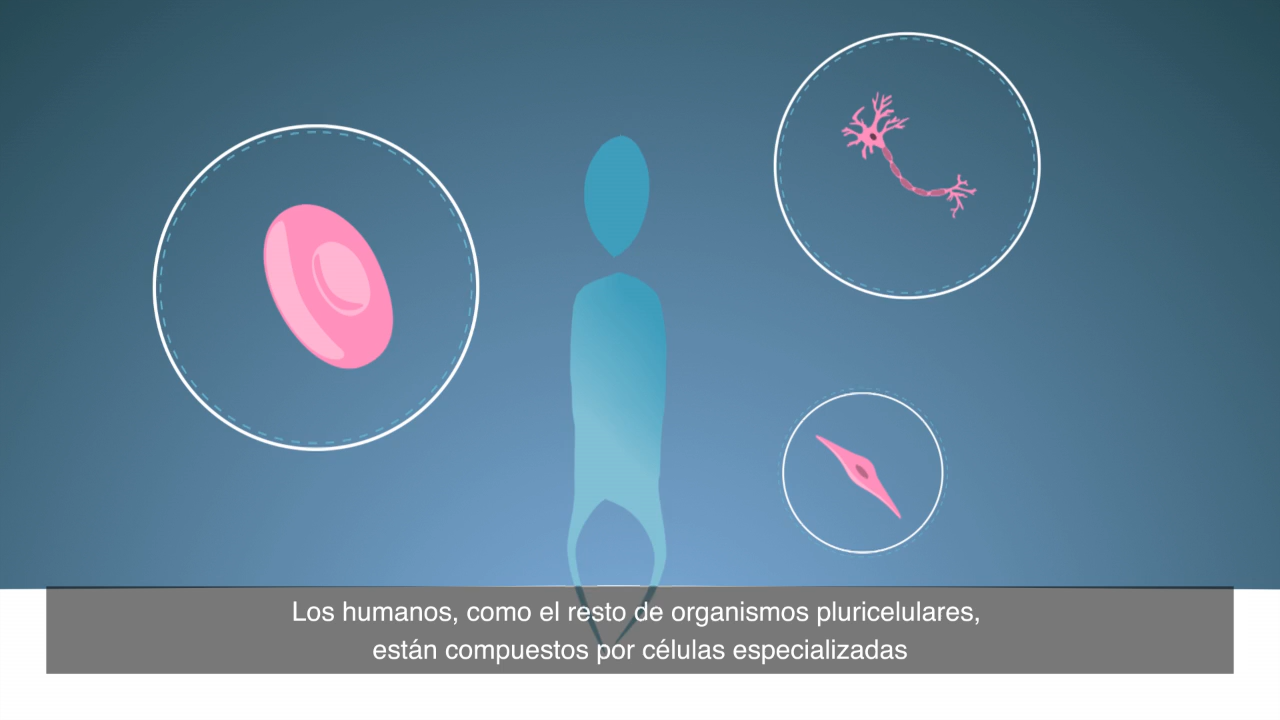 Los humanos, como el resto de organismos pluricelulares,
están compuestos por células especializadas